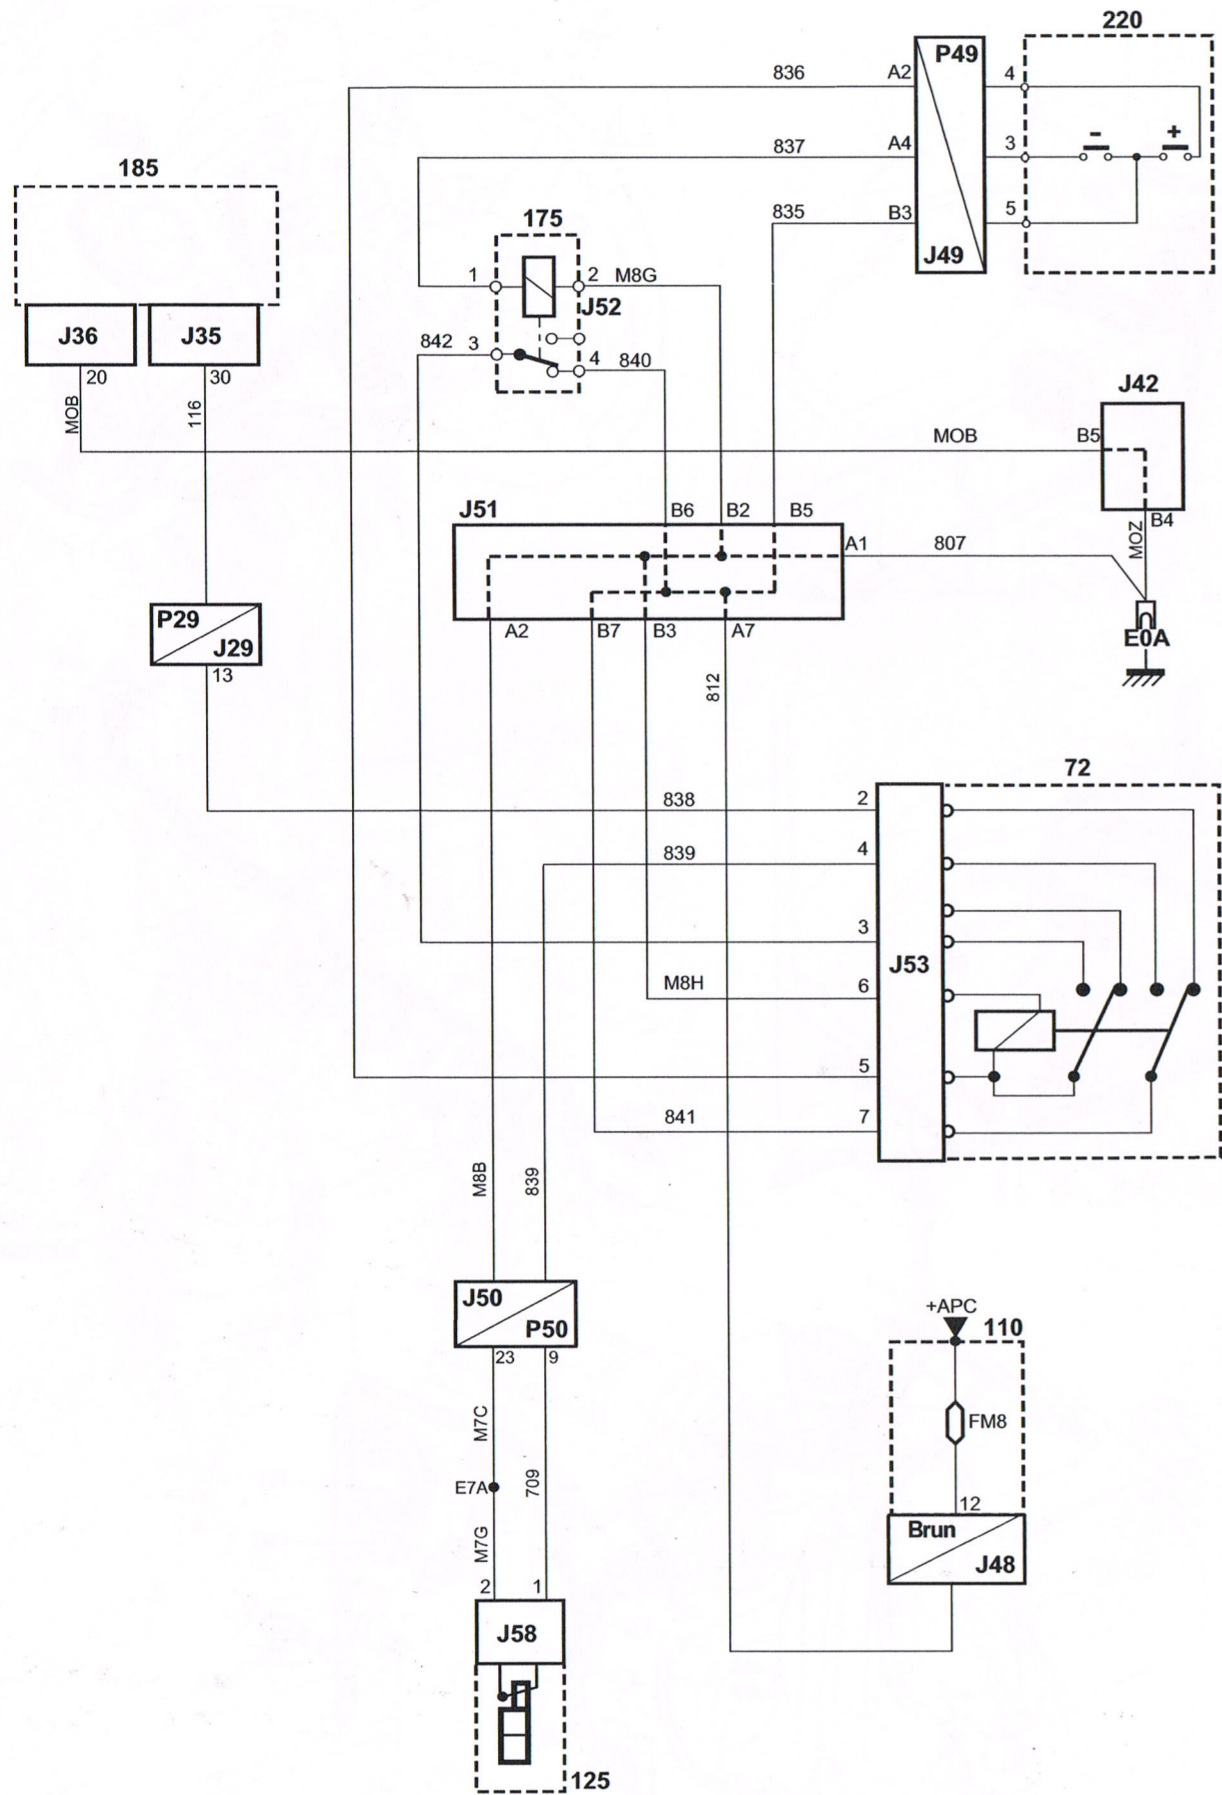 220
836 A2 P49 4
- +
837 A4 3
185
175
835 B3 5
J49
1 2 M8G
J52
J36 J35
842 3 4 840
20 30
J42
MOB 116
MOB B5
J51 B6 B2 B5
B4
MOZ
A1 807
P29
J29
A2 B7 B3 A7
E0A
13
812
72
838 2
839 4
3
J53
M8H 6
5
841 7
M8B 839
J50
P50
+APC
110
23 9
M7C
FM8
E7A 709
12
Brun
J48
M7G
2 1
J58
125